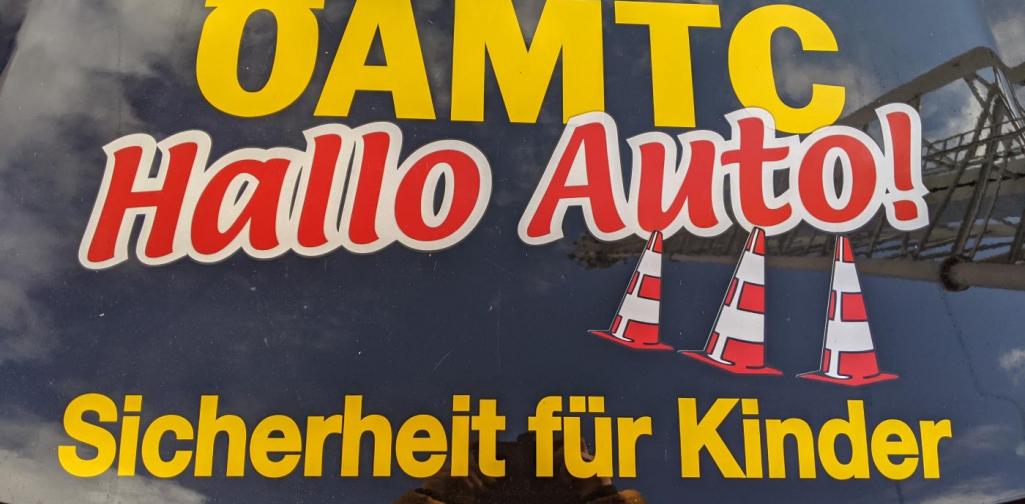 ÖAMTC
Hallo Auto!
Sicherheit für Kinder